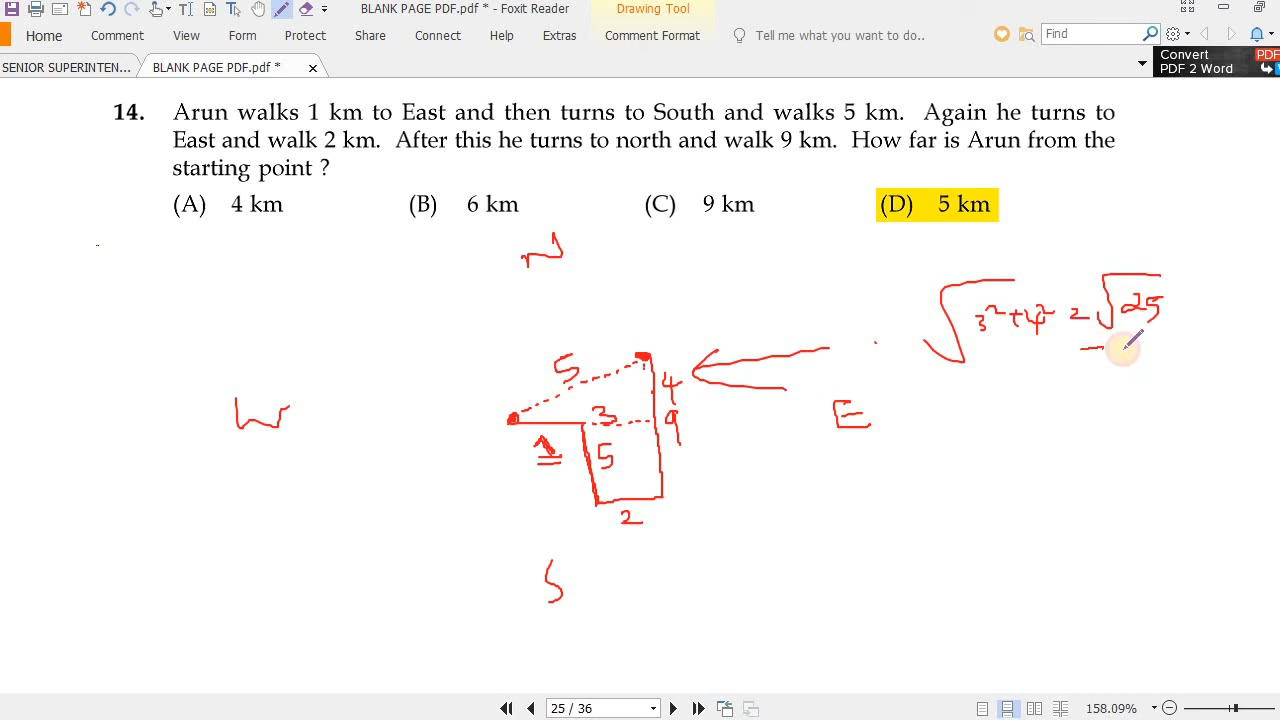 BLANK PAGE PDF.pdf * - Foxit Reader
Drawing Tool
Home Comment View Form Protect Share Connect Help Extras Comment Format Tell me what you want to do.. Find
SENIOR SUPERINTEN... BLANK PAGE PDF.pdf * x
Convert PDF
PDF 2 Word
14. Arun walks 1 km to East and then turns to South and walks 5 km. Again he turns to
East and walk 2 km. After this he turns to north and walk 9 km. How far is Arun from the
starting point ?
(A) 4 km (B) 6 km (C) 9 km (D) 5 km
N
√3²+4² = √25
5 4
W 3 9 E
1 5
2
S
25 / 36 158.09%